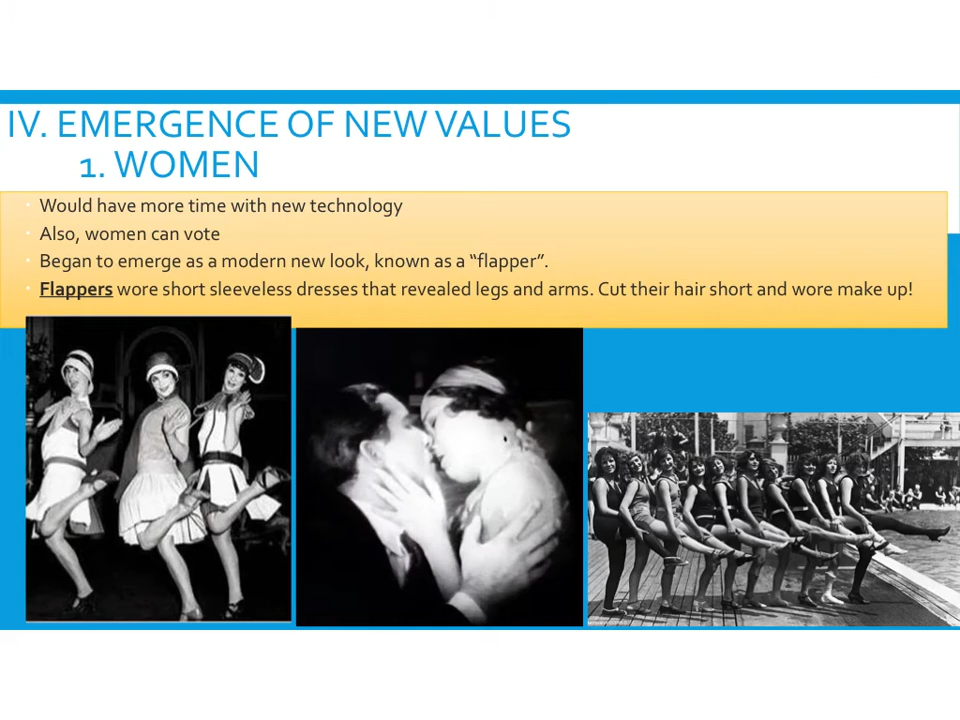 IV. EMERGENCE OF NEW VALUES
1. WOMEN
Would have more time with new technology
Also, women can vote
Began to emerge as a modern new look, known as a “flapper”.
Flappers wore short sleeveless dresses that revealed legs and arms. Cut their hair short and wore make up!